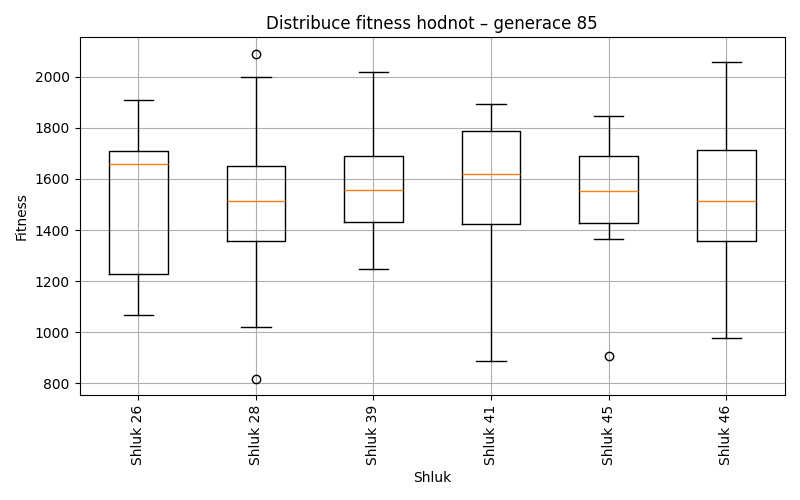 Distribuce fitness hodnot – generace 85
Fitness
2000
1800
1600
1400
1200
1000
800
Shluk 26
Shluk 28
Shluk 39
Shluk 41
Shluk 45
Shluk 46
Shluk